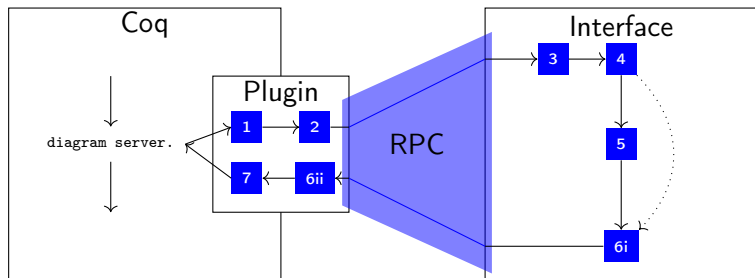 Coq
Interface
Plugin
RPC
diagram server.
1
2
3
4
5
7
6ii
6i